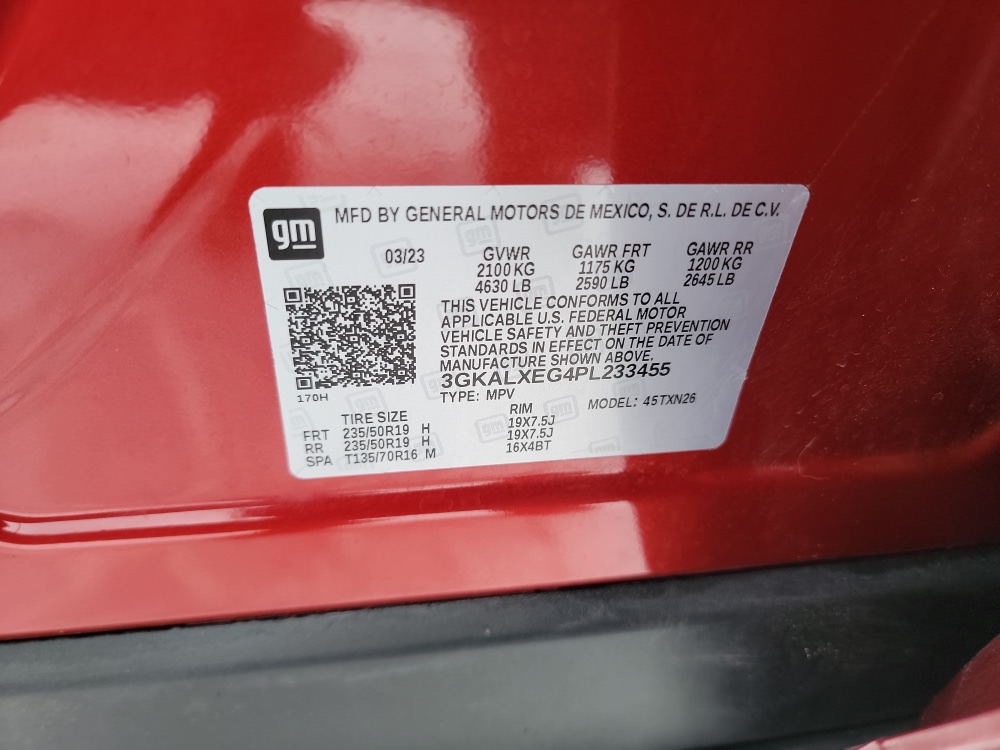 gm
MFD BY GENERAL MOTORS DE MEXICO, S. DE R.L. DE C.V.
03/23
GVWR GAWR FRT GAWR RR
2100 KG 1175 KG 1200 KG
4630 LB 2590 LB 2645 LB
THIS VEHICLE CONFORMS TO ALL
APPLICABLE U.S. FEDERAL MOTOR
VEHICLE SAFETY AND THEFT PREVENTION
STANDARDS IN EFFECT ON THE DATE OF
MANUFACTURE SHOWN ABOVE.
3GKALXEG4PL233455
TYPE: MPV MODEL: 45TXN26
170H
TIRE SIZE RIM
FRT 235/50R19 H 19X7.5J
RR 235/50R19 H 19X7.5J
SPA T135/70R16 M 16X4BT